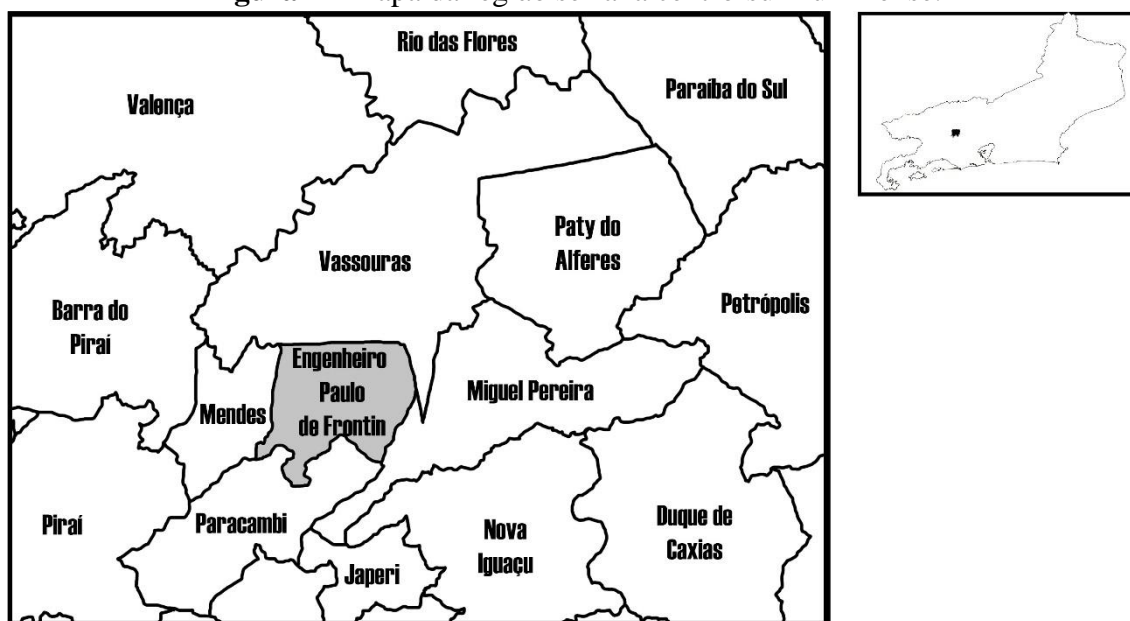 Rio das Flores
Valença
Paraíba do Sul
Paty do
Alferes
Vassouras
Barra do
Piraí
Petrópolis
Engenheiro
Paulo
de Frontin
Mendes
Miguel Pereira
Piraí
Paracambi
Nova
Iguaçu
Duque de
Caxias
Japeri